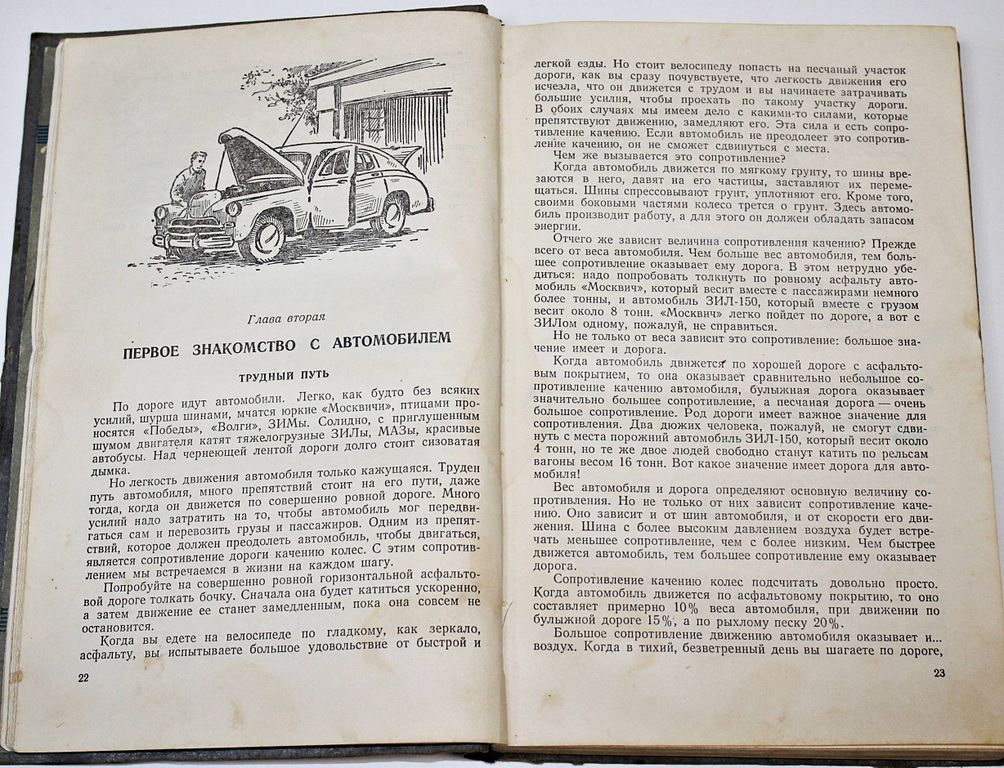 Глава вторая
ПЕРВОЕ ЗНАКОМСТВО С АВТОМОБИЛЕМ
ТРУДНЫЙ ПУТЬ
По дороге идут автомобили. Легко, как будто без всяких
усилий, шурша шинами, мчатся юркие «Москвичи», птицами про-
носятся «Победы», «Волги», ЗИМы. Солидно, с приглушенным
шумом двигателя катят тяжелогрузные ЗИЛы, МАЗы, красивые
автобусы. Над чернеющей лентой дороги долго стоит сизоватая
дымка.
Но легкость движения автомобиля только кажущаяся. Труден
путь автомобиля, много препятствий стоит на его пути, даже
тогда, когда он движется по совершенно ровной дороге. Много
усилий надо затратить на то, чтобы автомобиль мог передви-
гаться сам и перевозить грузы и пассажиров. Одним из препят-
ствий, которое должен преодолеть автомобиль, чтобы двигаться,
является сопротивление дороги качению колес. С этим сопротив-
лением мы встречаемся в жизни на каждом шагу.
Попробуйте на совершенно ровной горизонтальной асфальто-
вой дороге толкать бочку. Сначала она будет катиться ускоренно,
а затем движение ее станет замедленным, пока она совсем не
остановится.
Когда вы едете на велосипеде по гладкому, как зеркало,
асфальту, вы испытываете большое удовольствие от быстрой и
22
легкой езды. Но стоит велосипеду попасть на песчаный участок
дороги, как вы сразу почувствуете, что легкость движения его
исчезла, что он движется с трудом и вы начинаете затрачивать
большие усилия, чтобы проехать по такому участку дороги.
В обоих случаях мы имеем дело с какими-то силами, которые
препятствуют движению, замедляют его. Эта сила и есть сопро-
тивление качению. Если автомобиль не преодолеет это сопротив-
ление качению, он не сможет сдвинуться с места.
Чем же вызывается это сопротивление?
Когда автомобиль движется по мягкому грунту, то шины вре-
заются в него, давят на его частицы, заставляют их переме-
щаться. Шины спрессовывают грунт, уплотняют его. Кроме того,
своими боковыми частями колесо трется о грунт. Здесь автомо-
биль производит работу, а для этого он должен обладать запасом
энергии.
Отчего же зависит величина сопротивления качению? Прежде
всего от веса автомобиля. Чем больше вес автомобиля, тем боль-
шее сопротивление оказывает ему дорога. В этом нетрудно убе-
диться: надо попробовать толкнуть по ровному асфальту авто-
мобиль «Москвич», который весит вместе с пассажирами немного
более тонны, и автомобиль ЗИЛ-150, который вместе с грузом
весит около 8 тонн. «Москвич» легко пойдет по дороге, а вот с
ЗИЛом одному, пожалуй, не справиться.
Но не только от веса зависит это сопротивление: большое зна-
чение имеет и дорога.
Когда автомобиль движется по хорошей дороге с асфальто-
вым покрытием, то она оказывает сравнительно небольшое со-
противление качению автомобиля, булыжная дорога оказывает
значительно большее сопротивление, а песчаная дорога — очень
большое сопротивление. Род дороги имеет важное значение для
сопротивления. Два дюжих человека, пожалуй, не смогут сдви-
нуть с места порожний автомобиль ЗИЛ-150, который весит около
4 тонн, но те же двое людей свободно станут катить по рельсам
вагоны весом 16 тонн. Вот какое значение имеет дорога для авто-
мобиля!
Вес автомобиля и дорога определяют основную величину со-
противления. Но не только от них зависит сопротивление каче-
нию. Оно зависит и от шин автомобиля, и от скорости его дви-
жения. Шина с более высоким давлением воздуха будет встре-
чать меньшее сопротивление, чем с более низким. Чем быстрее
движется автомобиль, тем большее сопротивление ему оказывает
дорога.
Сопротивление качению колес подсчитать довольно просто.
Когда автомобиль движется по асфальтовому покрытию, то оно
составляет примерно 10% веса автомобиля, при движении по
булыжной дороге 15%, а по рыхлому песку 20%.
Большое сопротивление движению автомобиля оказывает и...
воздух. Когда в тихий, безветренный день вы шагаете по дороге,
23